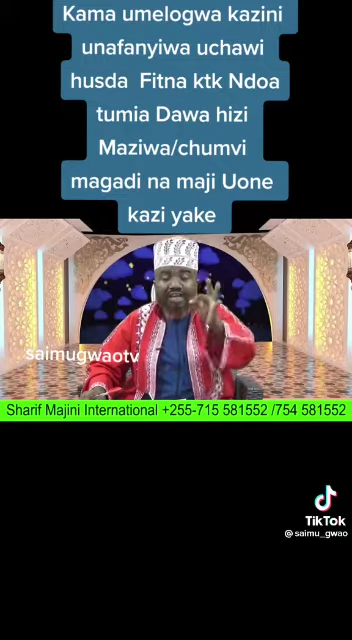 Kama umelogwa kazini
unafanyiwa uchawi
husda Fitna ktk Ndoa
tumia Dawa hizi
Maziwa/chumvi
magadi na maji Uone
kazi yake
saimugwaotv
Sharif Majini International +255-715 581552 /754 581552
TikTok
@saimu_gwao